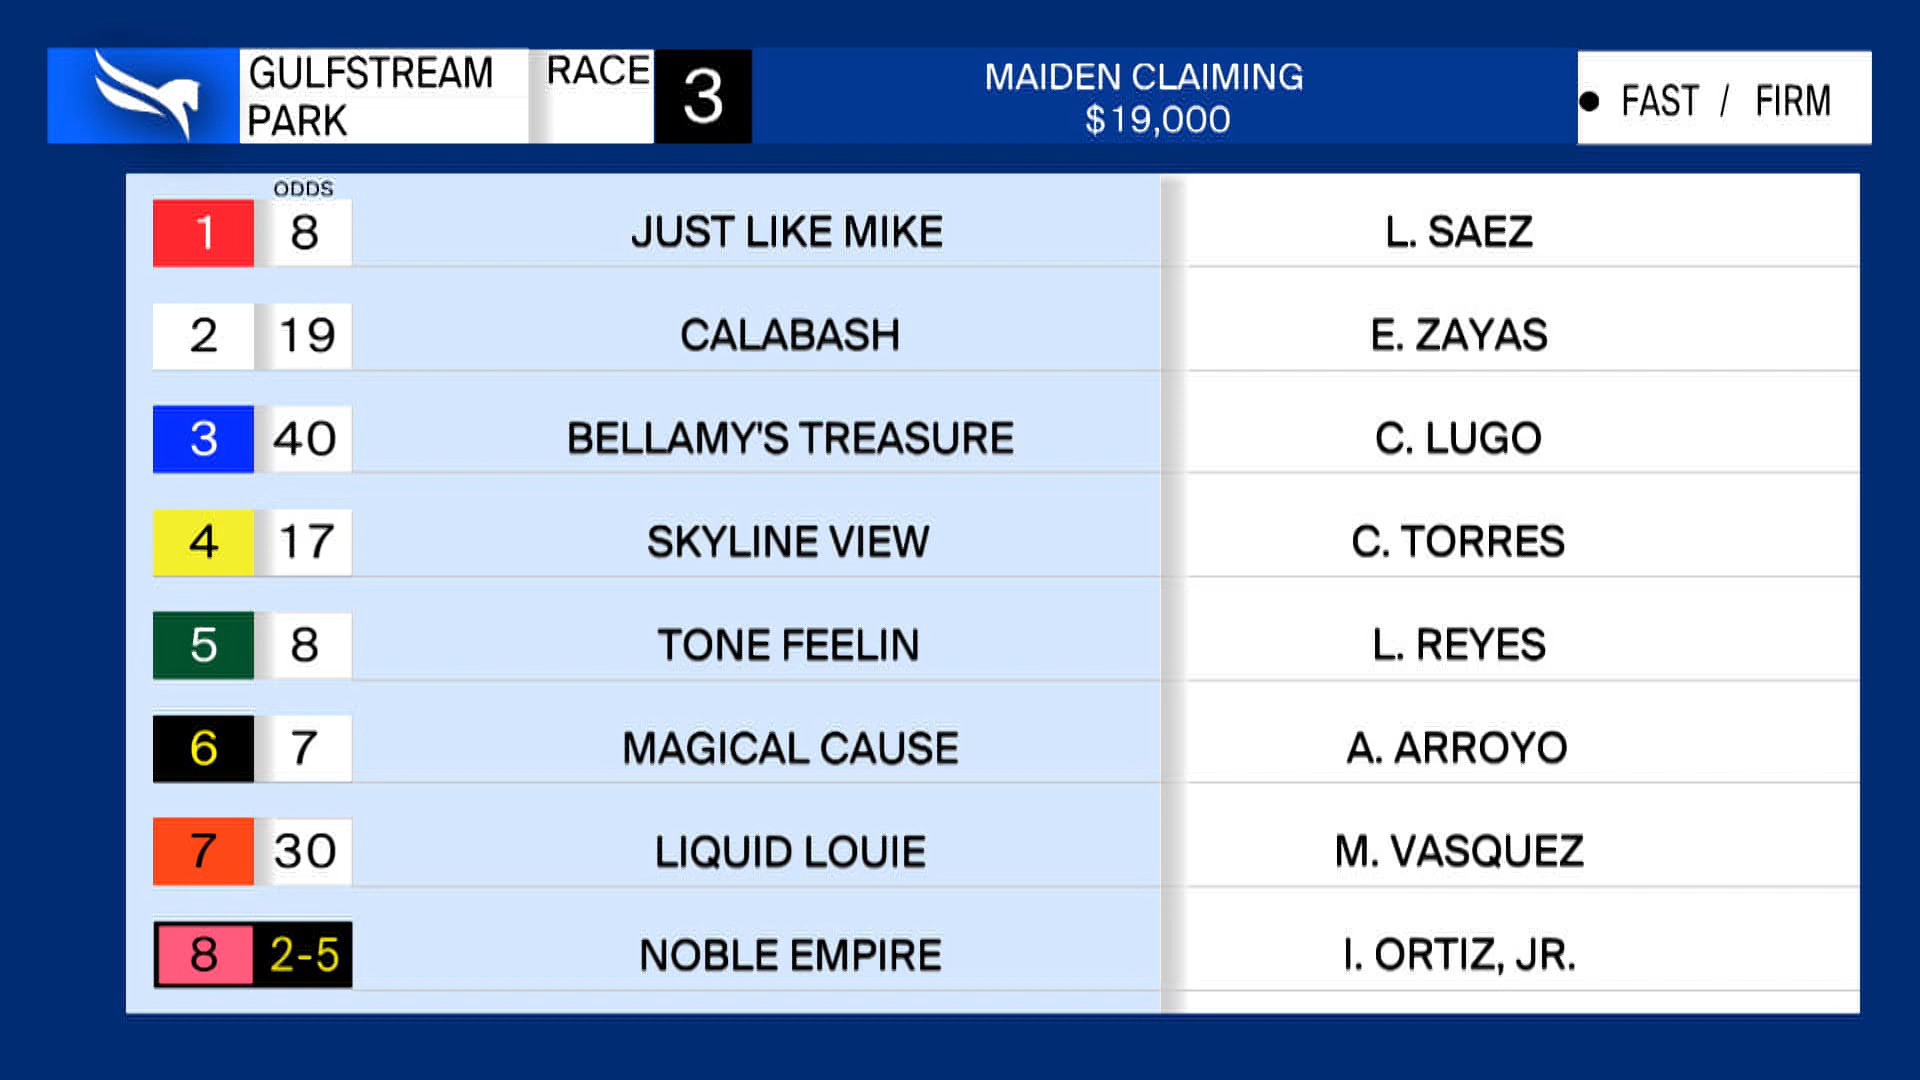 GULFSTREAM PARK RACE 3 MAIDEN CLAIMING $19,000 • FAST / FIRM
ODDS
1 8 JUST LIKE MIKE L. SAEZ
2 19 CALABASH E. ZAYAS
3 40 BELLAMY'S TREASURE C. LUGO
4 17 SKYLINE VIEW C. TORRES
5 8 TONE FEELIN L. REYES
6 7 MAGICAL CAUSE A. ARROYO
7 30 LIQUID LOUIE M. VASQUEZ
8 2-5 NOBLE EMPIRE I. ORTIZ, JR.